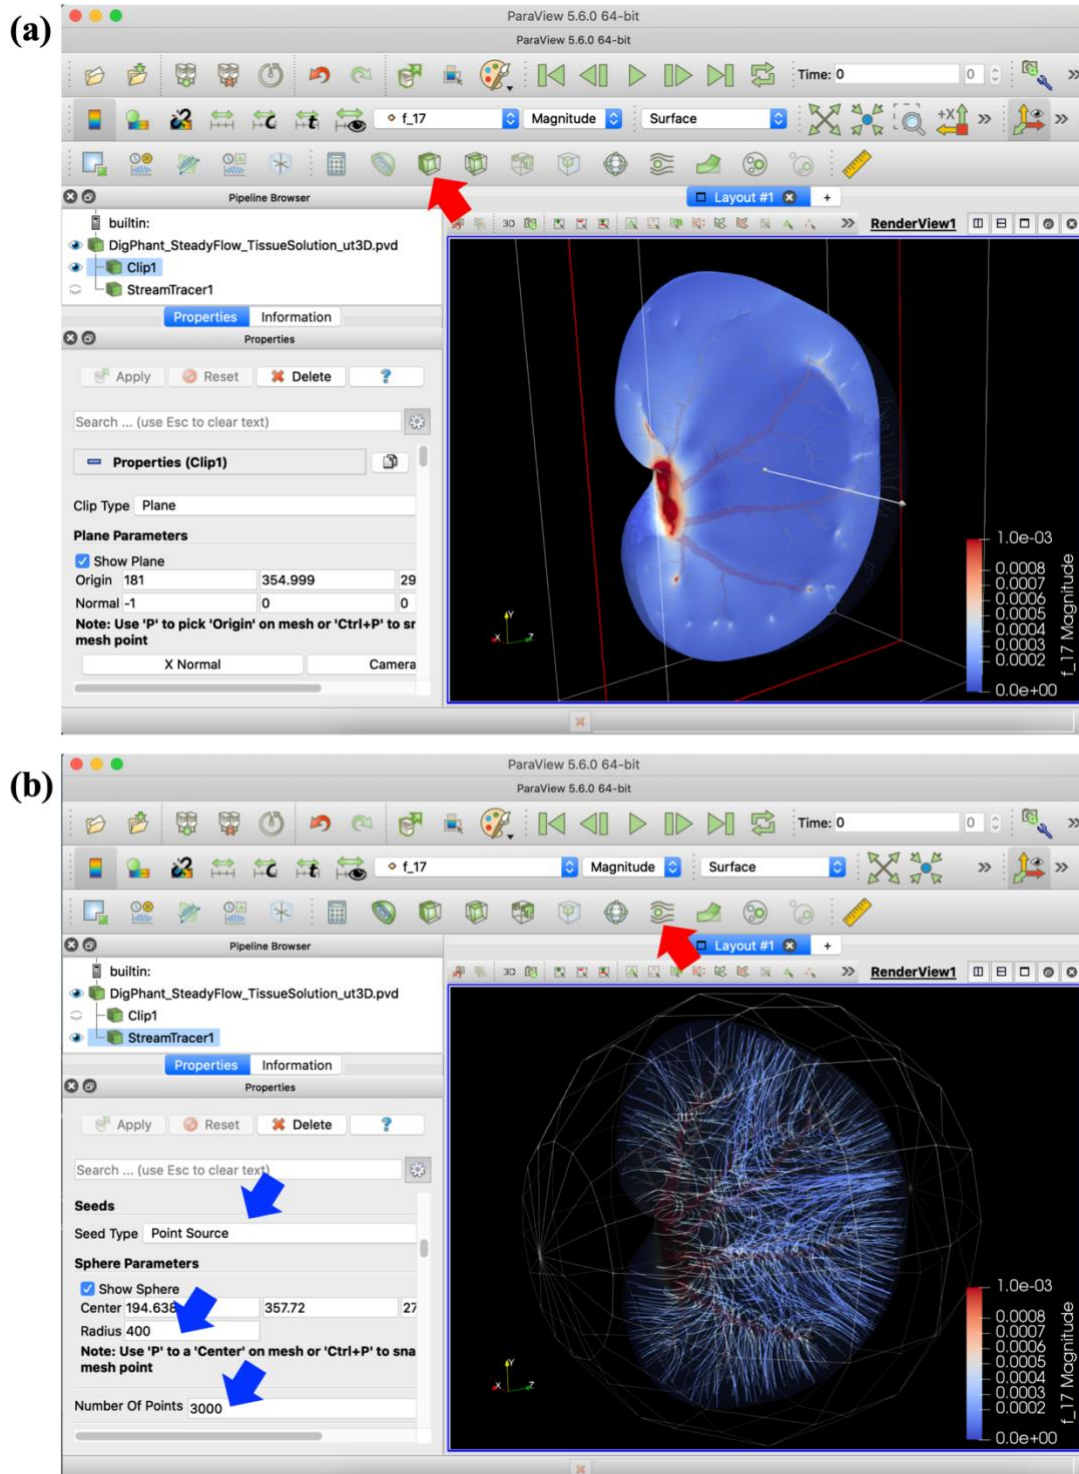 (a)
ParaView 5.6.0 64-bit
ParaView 5.6.0 64-bit
Time: 0 0
f_17 Magnitude Surface +X
Pipeline Browser
Layout #1 +
builtin:
3D RenderView1
DigPhant_SteadyFlow_TissueSolution_ut3D.pvd
Clip1
StreamTracer1
Properties Information
Properties
Apply Reset Delete ?
Search ... (use Esc to clear text)
Properties (Clip1)
Clip Type Plane
Plane Parameters
Show Plane
Origin 181 354.999 29
Normal -1 0 0
Note: Use 'P' to pick 'Origin' on mesh or 'Ctrl+P' to sn
mesh point
X Normal Camera
Y
X Z
1.0e-03
0.0008
0.0006
0.0005
0.0004
0.0003
0.0002
0.0e+00
f_17 Magnitude
(b)
ParaView 5.6.0 64-bit
ParaView 5.6.0 64-bit
Time: 0 0
f_17 Magnitude Surface
Pipeline Browser
Layout #1 +
builtin:
3D RenderView1
DigPhant_SteadyFlow_TissueSolution_ut3D.pvd
Clip1
StreamTracer1
Properties Information
Properties
Apply Reset Delete ?
Search ... (use Esc to clear text)
Seeds
Seed Type Point Source
Sphere Parameters
Show Sphere
Center 194.638 357.72 27
Radius 400
Note: Use 'P' to a 'Center' on mesh or 'Ctrl+P' to sna
mesh point
Number Of Points 3000
Y
X Z
1.0e-03
0.0008
0.0007
0.0006
0.0005
0.0004
0.0003
0.0002
0.0e+00
f_17 Magnitude